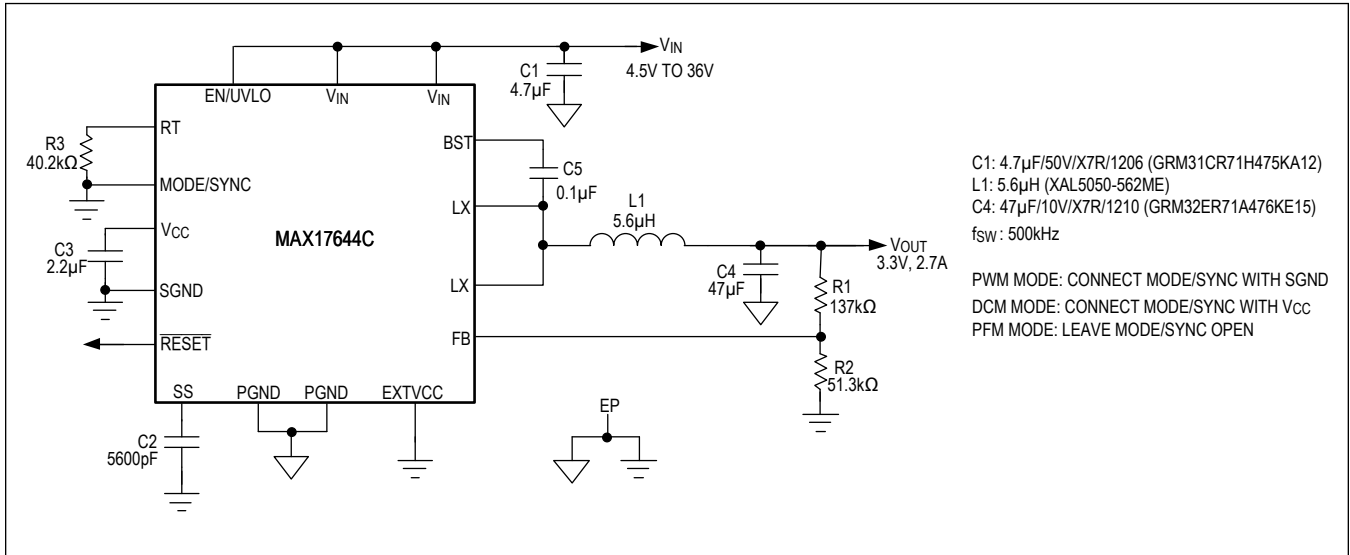 VIN
4.5V TO 36V
C1
4.7µF
EN/UVLO
VIN
VIN
RT
R3
40.2kΩ
MODE/SYNC
VCC
C3
2.2µF
SGND
RESET
MAX17644C
BST
C5
0.1µF
LX
LX
L1
5.6µH
VOUT
3.3V, 2.7A
C4
47µF
R1
137kΩ
FB
R2
51.3kΩ
SS
PGND
PGND
EXTVCC
C2
5600pF
EP
C1: 4.7µF/50V/X7R/1206 (GRM31CR71H475KA12)
L1: 5.6µH (XAL5050-562ME)
C4: 47µF/10V/X7R/1210 (GRM32ER71A476KE15)
fSW : 500kHz
PWM MODE: CONNECT MODE/SYNC WITH SGND
DCM MODE: CONNECT MODE/SYNC WITH VCC
PFM MODE: LEAVE MODE/SYNC OPEN